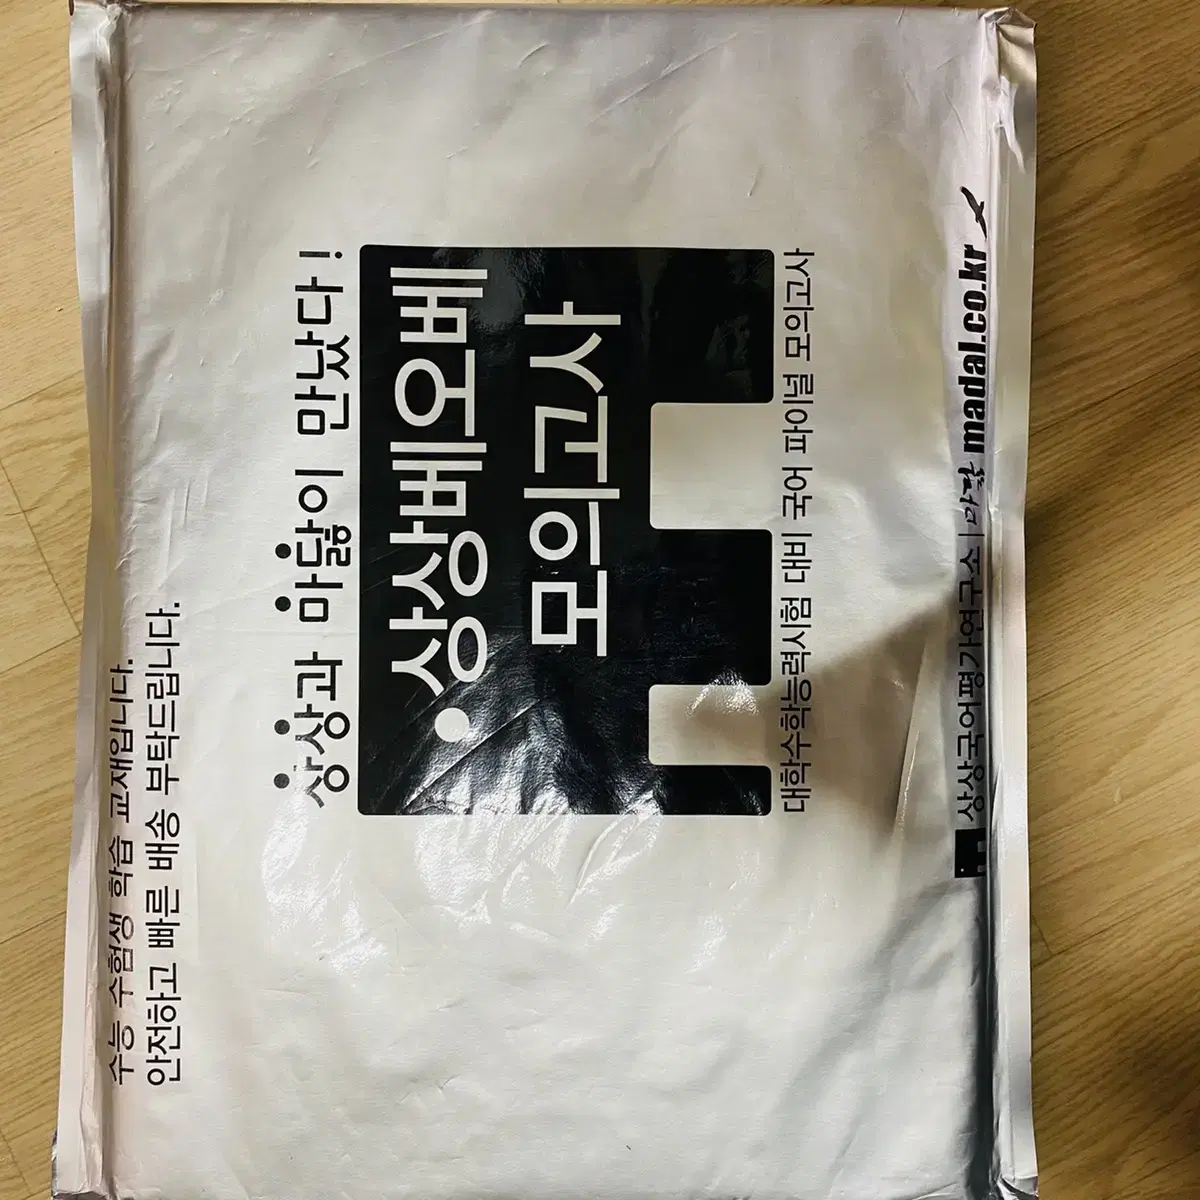 수능 수험생 학습 교재입니다.
안전하고 빠른 배송 부탁드립니다.
상상과 마닳이 만났다!
상상베오베
모의고사
대학수학능력시험 대비 국어 파이널 모의고사
상상국어평가연구소 | 마닳 madal.co.kr